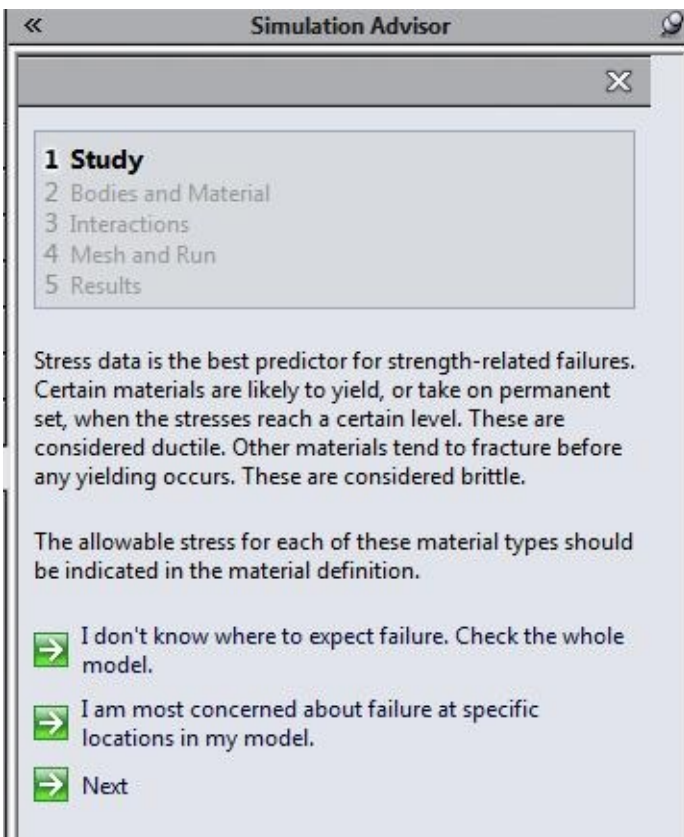 Simulation Advisor
1 Study
2 Bodies and Material
3 Interactions
4 Mesh and Run
5 Results
Stress data is the best predictor for strength-related failures.
Certain materials are likely to yield, or take on permanent
set, when the stresses reach a certain level. These are
considered ductile. Other materials tend to fracture before
any yielding occurs. These are considered brittle.
The allowable stress for each of these material types should
be indicated in the material definition.
I don't know where to expect failure. Check the whole
model.
I am most concerned about failure at specific
locations in my model.
Next